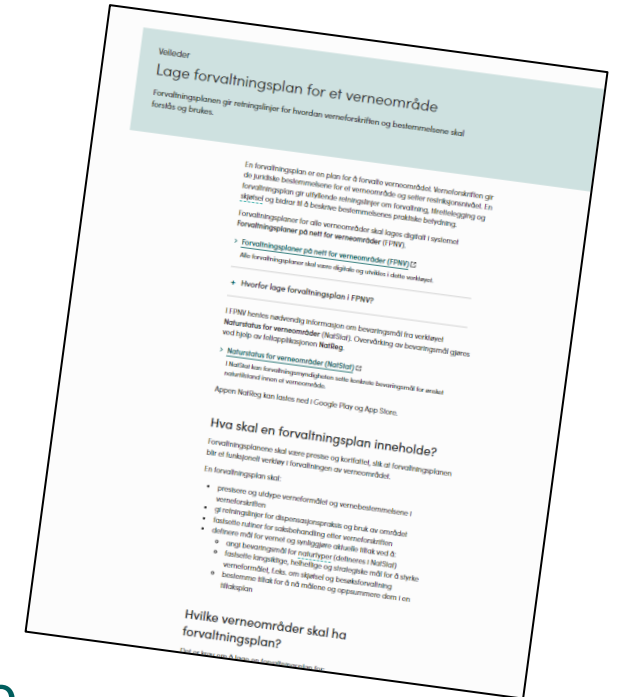 Veileder
Lage forvaltningsplan for et verneområde
Forvaltningsplanen gir retningslinjer for hvordan verneforskriften og bestemmelsene skal
forstås og brukes.
En forvaltningsplan er en plan for å forvalte verneområdet. Verneforskriften gir
de juridiske bestemmelsene for et verneområde og setter restriksjonsnivået. En
forvaltningsplan gir utfyllende retningslinjer om forvaltning, tilrettelegging og
skjøtsel og bidrar til å beskrive bestemmelsenes praktiske betydning.
Forvaltningsplaner for alle verneområder skal lages digitalt i systemet
Forvaltningsplaner på nett for verneområder (FPNV).
> Forvaltningsplaner på nett for verneområder (FPNV)
Alle forvaltningsplaner skal være digitale og utvikles i dette verktøyet.
+ Hvorfor lage forvaltningsplan i FPNV?
I FPNV hentes nødvendig informasjon om bevaringsmål fra verktøyet
Naturstatus for verneområder (NatStat). Overvåking av bevaringsmål gjøres
ved hjelp av feltapplikasjonen NatReg.
> Naturstatus for verneområder (NatStat)
I NatStat kan forvaltningsmyndigheten sette konkrete bevaringsmål for ønsket
naturtilstand innen et verneområde.
Appen NatReg kan lastes ned i Google Play og App Store.
Hva skal en forvaltningsplan inneholde?
Forvaltningsplanene skal være presise og kortfattet, slik at forvaltningsplanen
blir et funksjonelt verktøy i forvaltningen av verneområdet.
En forvaltningsplan skal:
• presisere og utdype verneformålet og vernebestemmelsene i
verneforskriften
• gi retningslinjer for dispensasjonspraksis og bruk av området
• fastsette rutiner for saksbehandling etter verneforskriften
• definere mål for vernet og synliggjøre aktuelle tiltak ved å:
angi bevaringsmål for naturtyper (defineres i NatStat)
fastsette langsiktige, helhetlige og strategiske mål for å styrke
verneformålet, f.eks. om skjøtsel og besøksforvaltning
bestemme tiltak for å nå målene og oppsummere dem i en
tiltaksplan
Hvilke verneområder skal ha
forvaltningsplan?
Det er krav om å lage en forvaltningsplan for: